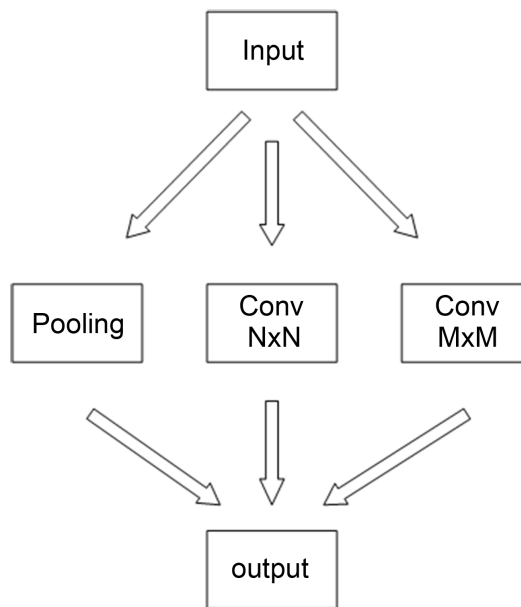 Input
Pooling
Conv
NxN
Conv
MxM
output